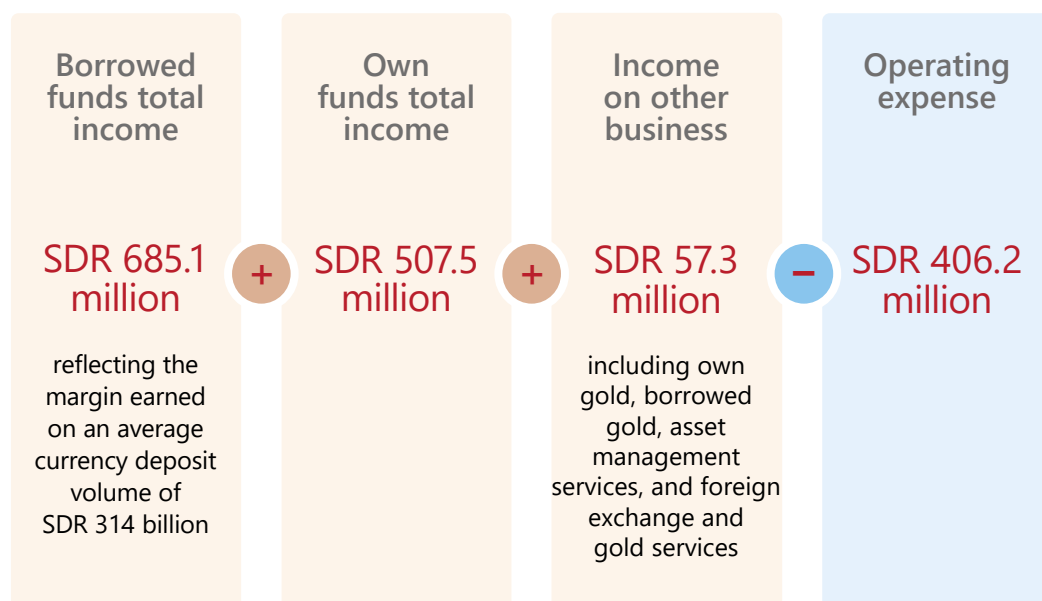 Borrowed
funds total
income
SDR 685.1
million
reflecting the
margin earned
on an average
currency deposit
volume of
SDR 314 billion
+
Own
funds total
income
SDR 507.5
million
+
Income
on other
business
SDR 57.3
million
including own
gold, borrowed
gold, asset
management
services, and foreign
exchange and
gold services
−
Operating
expense
SDR 406.2
million